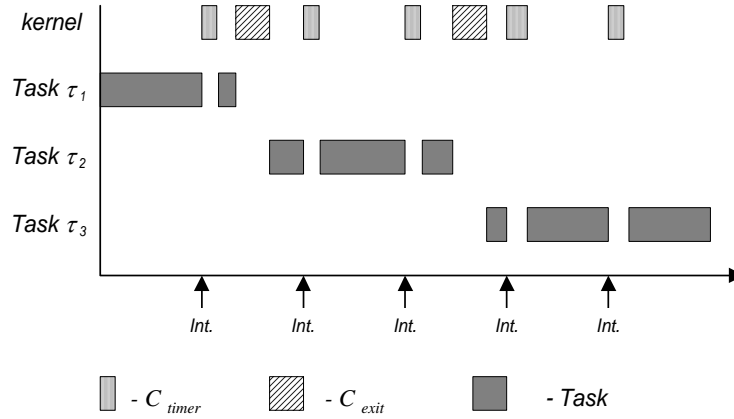 kernel
Task τ1
Task τ2
Task τ3
Int. Int. Int. Int. Int.
- C timer - C exit - Task